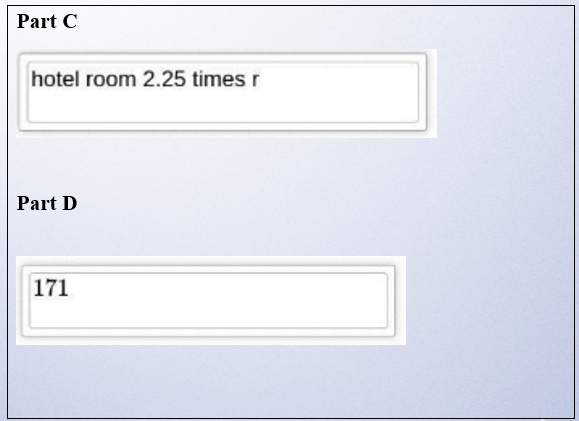 Part C
hotel room 2.25 times r
Part D
171